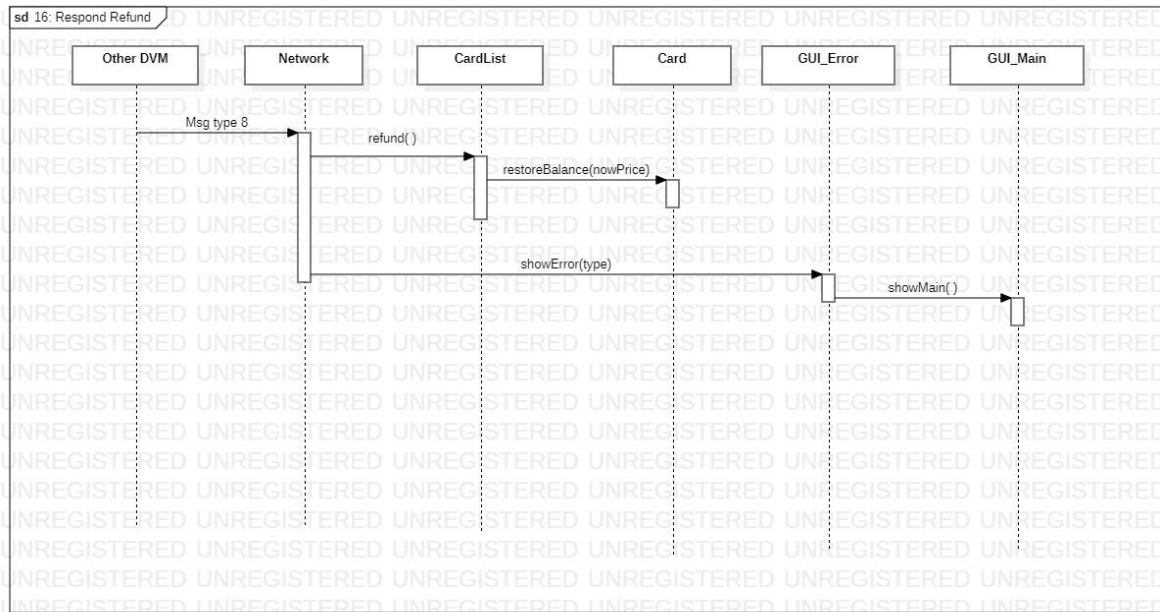 sd 16: Respond Refund
Other DVM
Network
CardList
Card
GUI_Error
GUI_Main
Msg type 8
refund( )
restoreBalance(nowPrice)
showError(type)
showMain( )
UNREGISTERED